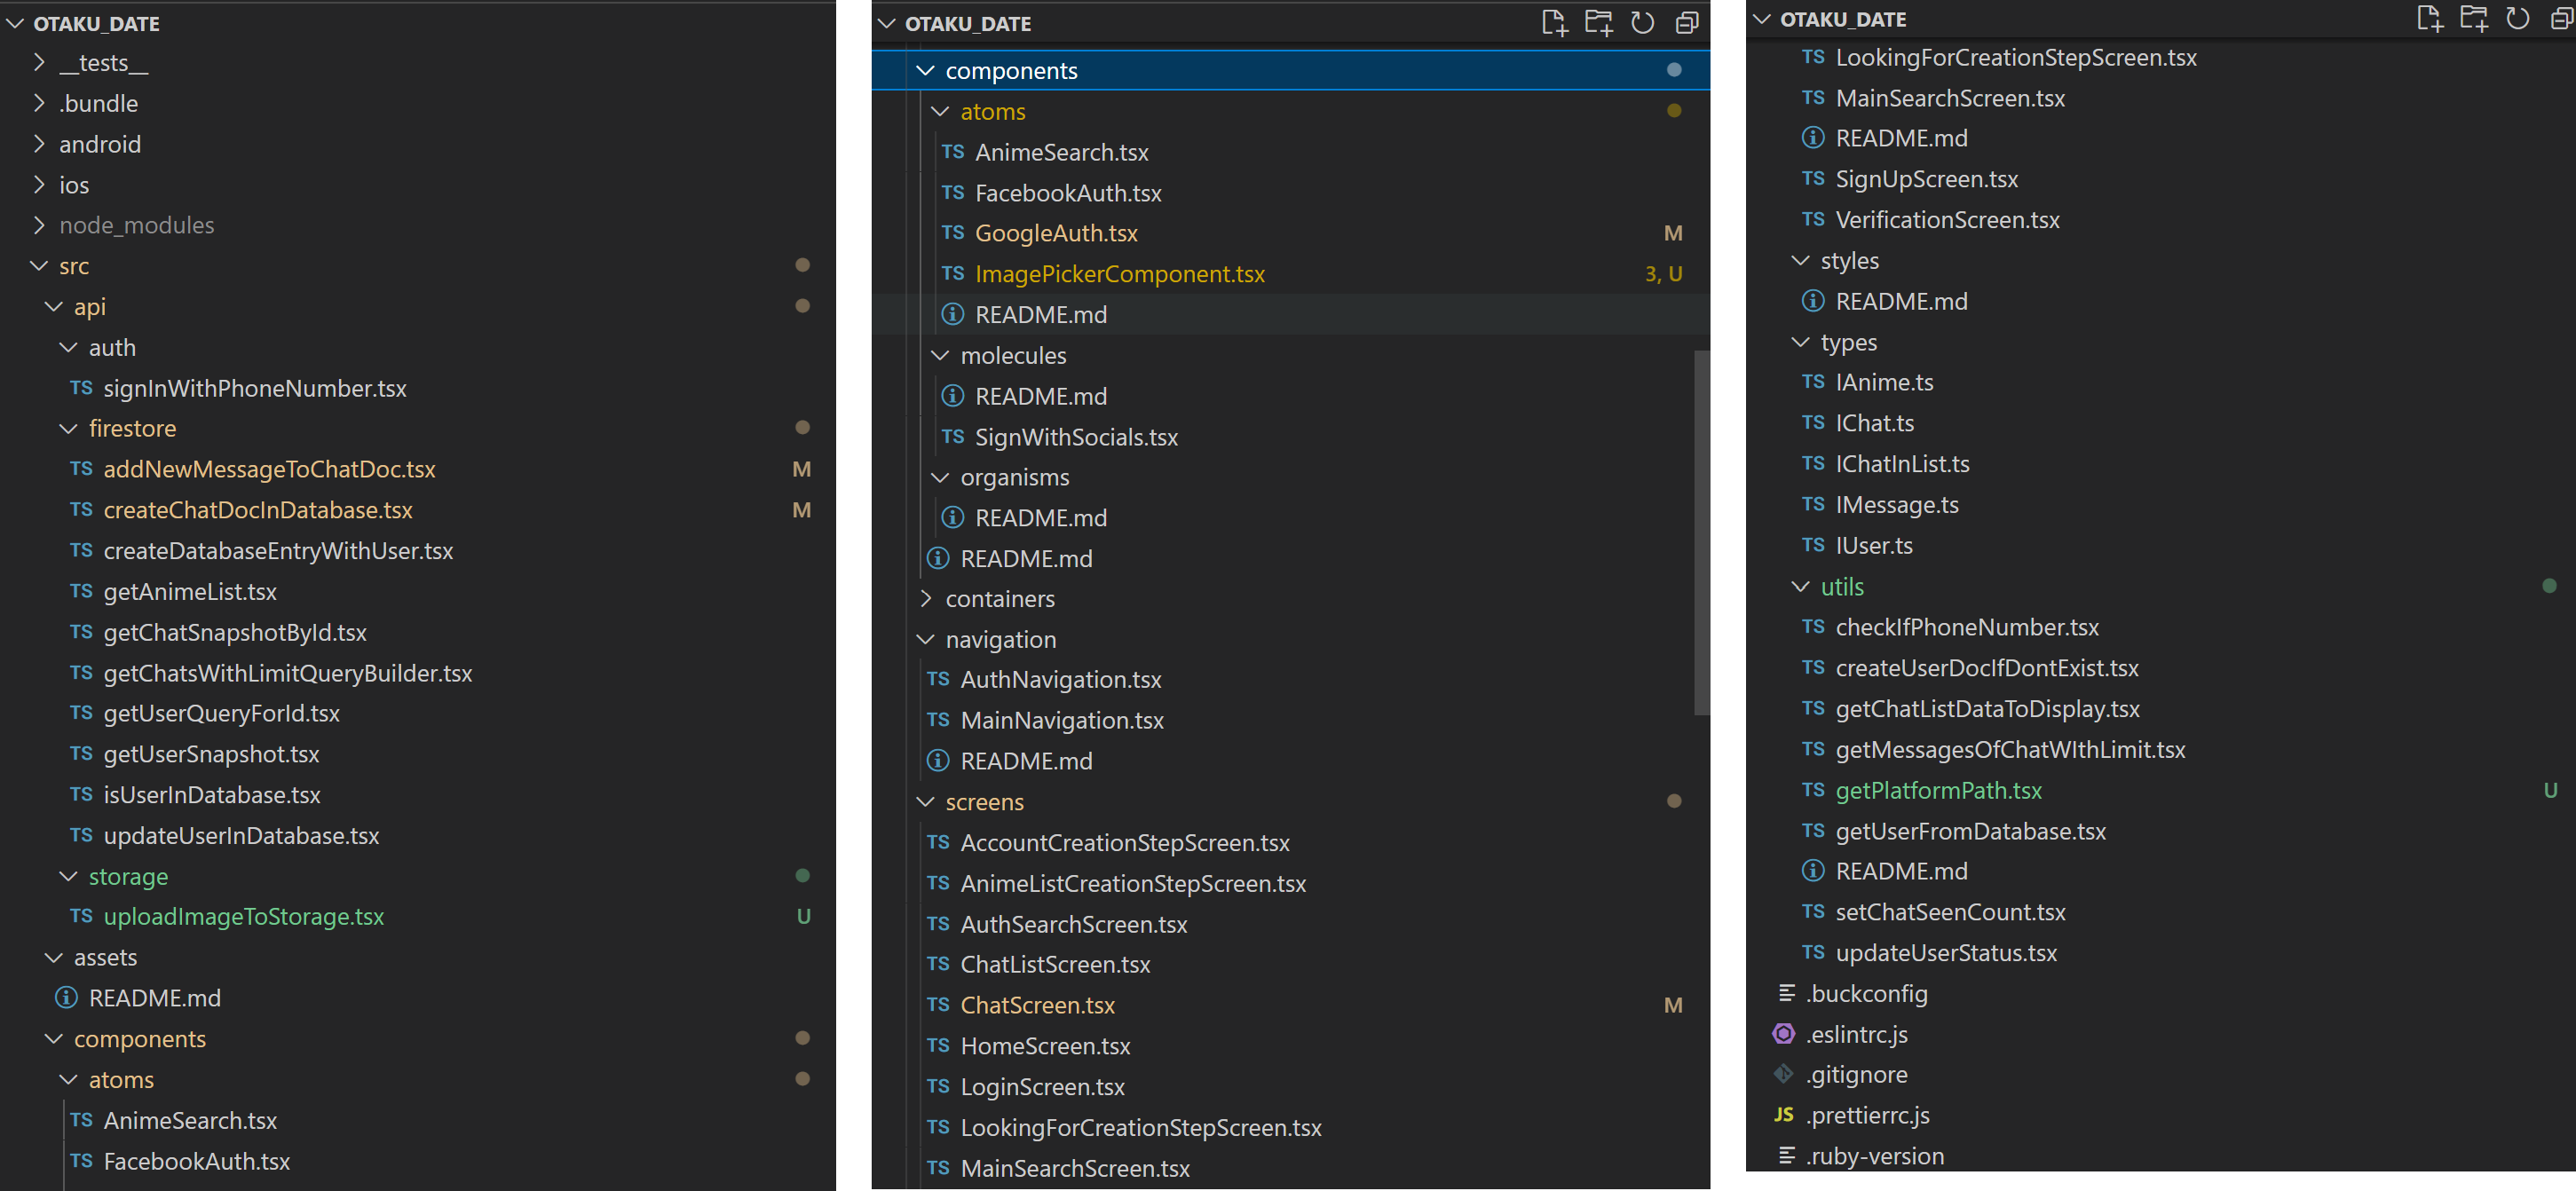 OTAKU_DATE
__tests__
.bundle
android
ios
node_modules
src
api
auth
TS signInWithPhoneNumber.tsx
firestore
TS addNewMessageToChatDoc.tsx M
TS createChatDocInDatabase.tsx M
TS createDatabaseEntryWithUser.tsx
TS getAnimeList.tsx
TS getChatSnapshotById.tsx
TS getChatsWithLimitQueryBuilder.tsx
TS getUserQueryForId.tsx
TS getUserSnapshot.tsx
TS isUserInDatabase.tsx
TS updateUserInDatabase.tsx
storage
TS uploadImageToStorage.tsx U
assets
README.md
components
atoms
TS AnimeSearch.tsx
TS FacebookAuth.tsx
OTAKU_DATE
components
atoms
TS AnimeSearch.tsx
TS FacebookAuth.tsx
TS GoogleAuth.tsx M
TS ImagePickerComponent.tsx 3, U
README.md
molecules
README.md
TS SignWithSocials.tsx
organisms
README.md
README.md
containers
navigation
TS AuthNavigation.tsx
TS MainNavigation.tsx
README.md
screens
TS AccountCreationStepScreen.tsx
TS AnimeListCreationStepScreen.tsx
TS AuthSearchScreen.tsx
TS ChatListScreen.tsx
TS ChatScreen.tsx M
TS HomeScreen.tsx
TS LoginScreen.tsx
TS LookingForCreationStepScreen.tsx
TS MainSearchScreen.tsx
OTAKU_DATE
TS LookingForCreationStepScreen.tsx
TS MainSearchScreen.tsx
README.md
TS SignUpScreen.tsx
TS VerificationScreen.tsx
styles
README.md
types
TS IAnime.ts
TS IChat.ts
TS IChatInList.ts
TS IMessage.ts
TS IUser.ts
utils
TS checkIfPhoneNumber.tsx
TS createUserDocIfDontExist.tsx
TS getChatListDataToDisplay.tsx
TS getMessagesOfChatWIthLimit.tsx
TS getPlatformPath.tsx U
TS getUserFromDatabase.tsx
README.md
TS setChatSeenCount.tsx
TS updateUserStatus.tsx
.buckconfig
.eslintrc.js
.gitignore
JS .prettierrc.js
.ruby-version